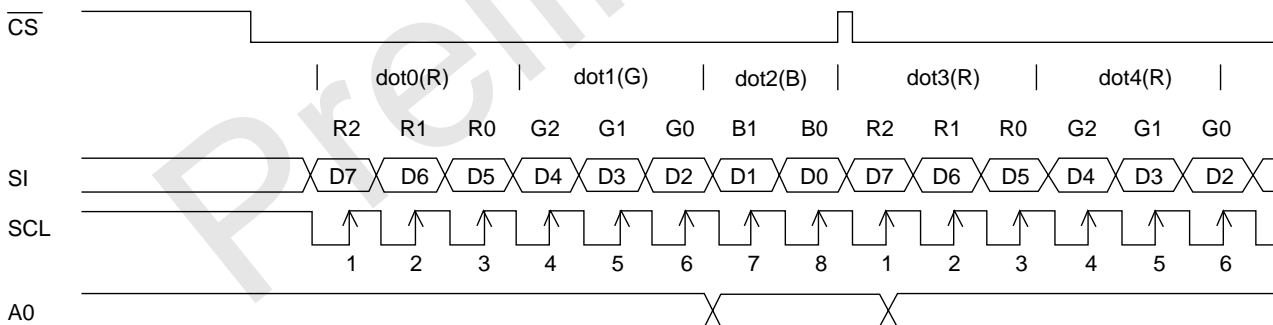 CS
dot0(R) dot1(G) dot2(B) dot3(R) dot4(R)
R2 R1 R0 G2 G1 G0 B1 B0 R2 R1 R0 G2 G1 G0
SI D7 D6 D5 D4 D3 D2 D1 D0 D7 D6 D5 D4 D3 D2
SCL
1 2 3 4 5 6 7 8 1 2 3 4 5 6
A0